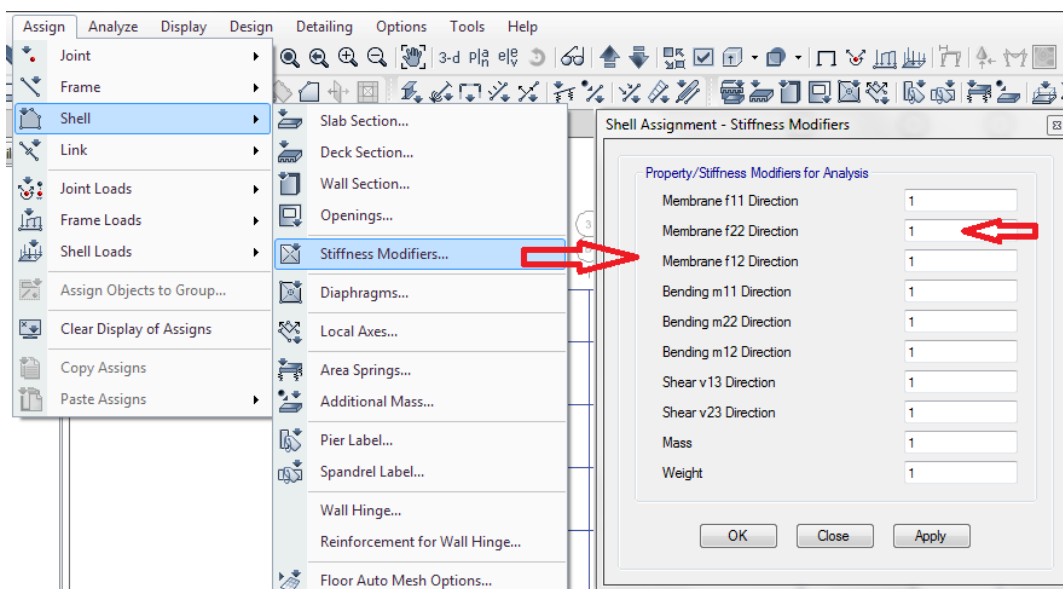 Assign Analyze Display Design Detailing Options Tools Help
3-d
Joint
Frame
Shell
Link
Joint Loads
Frame Loads
Shell Loads
Assign Objects to Group...
Clear Display of Assigns
Copy Assigns
Paste Assigns
Slab Section...
Deck Section...
Wall Section...
Openings...
Stiffness Modifiers...
Diaphragms...
Local Axes...
Area Springs...
Additional Mass...
Pier Label...
Spandrel Label...
Wall Hinge...
Reinforcement for Wall Hinge...
Floor Auto Mesh Options...
3
Shell Assignment - Stiffness Modifiers
Property/Stiffness Modifiers for Analysis
Membrane f11 Direction 1
Membrane f22 Direction 1
Membrane f12 Direction 1
Bending m11 Direction 1
Bending m22 Direction 1
Bending m12 Direction 1
Shear v13 Direction 1
Shear v23 Direction 1
Mass 1
Weight 1
OK Close Apply